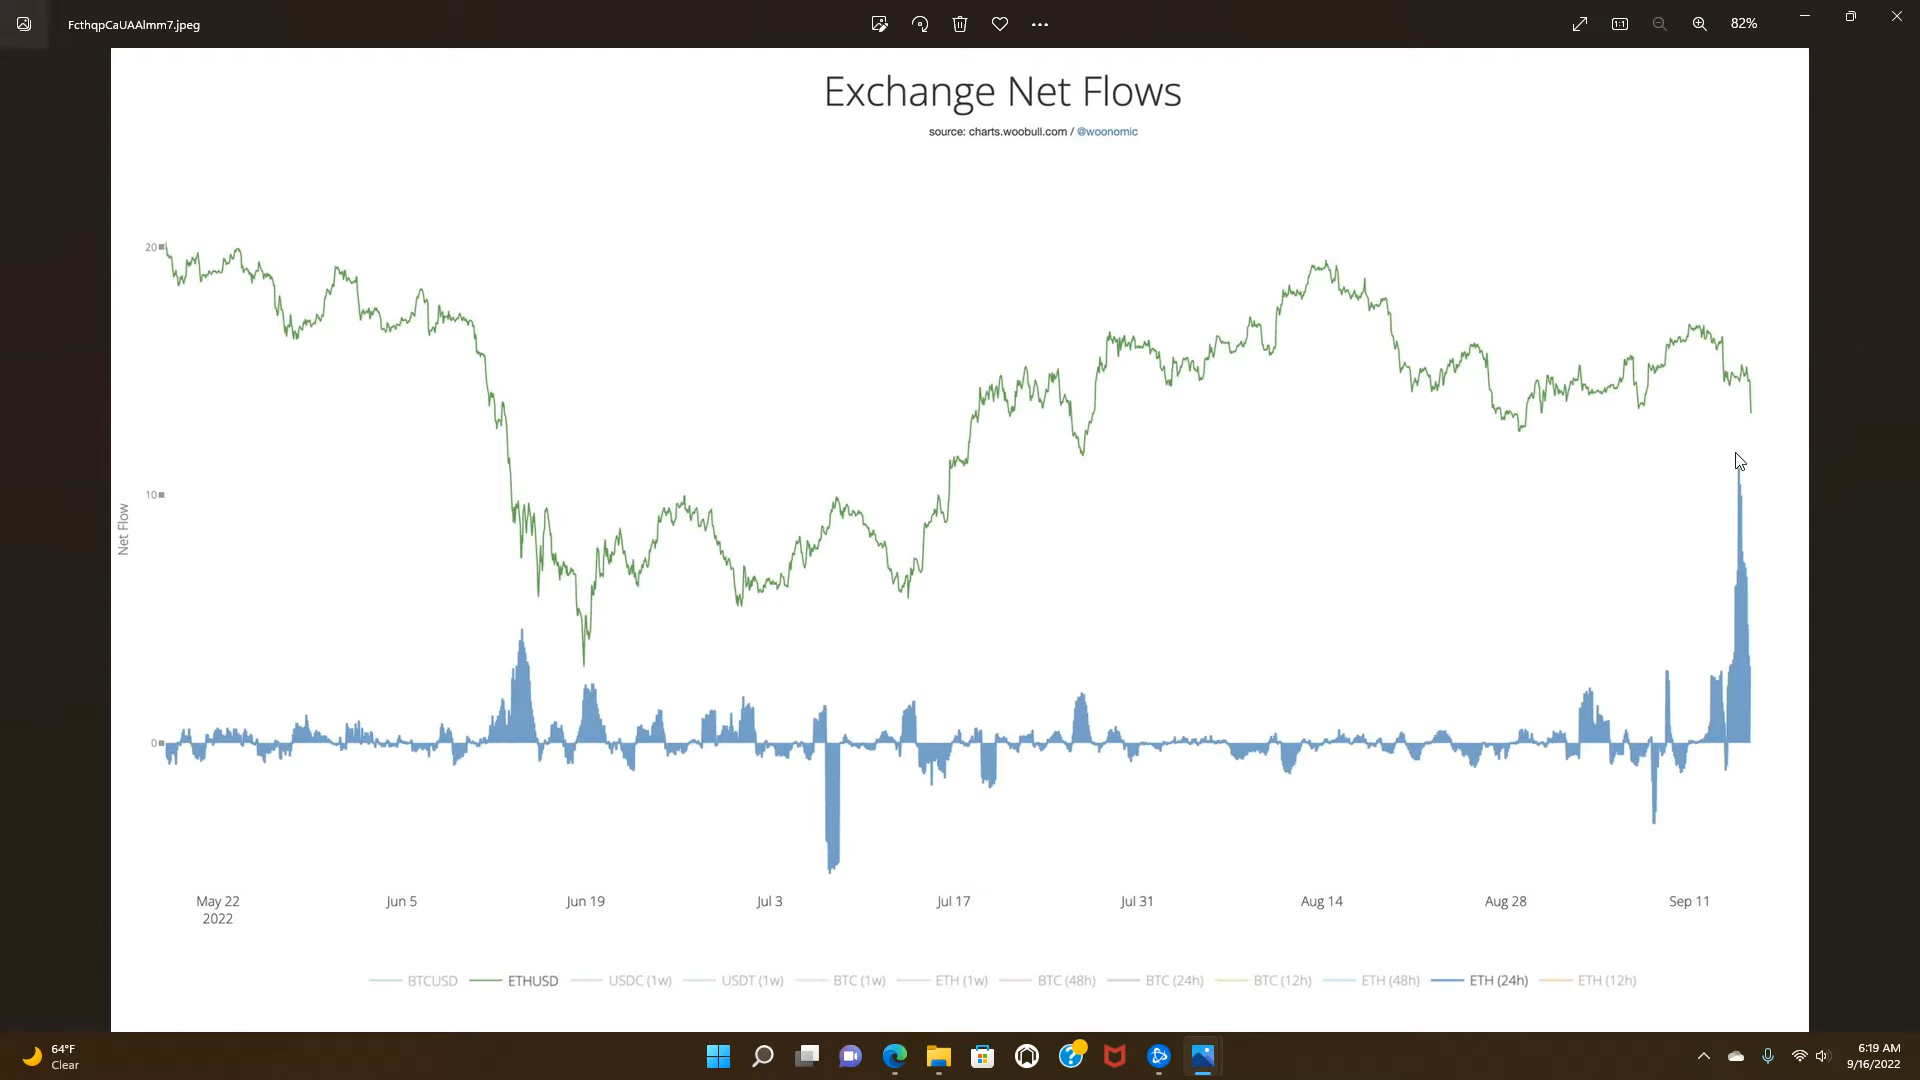 FcthqpCaUAAlmm7.jpeg
82%
Exchange Net Flows
source: charts.woobull.com / @woonomic
20
10
0
Net Flow
May 22
2022
Jun 5
Jun 19
Jul 3
Jul 17
Jul 31
Aug 14
Aug 28
Sep 11
BTCUSD ETHUSD USDC (1w) USDT (1w) BTC (1w) ETH (1w) BTC (48h) BTC (24h) BTC (12h) ETH (48h) ETH (24h) ETH (12h)
64°F
Clear
6:19 AM
9/16/2022